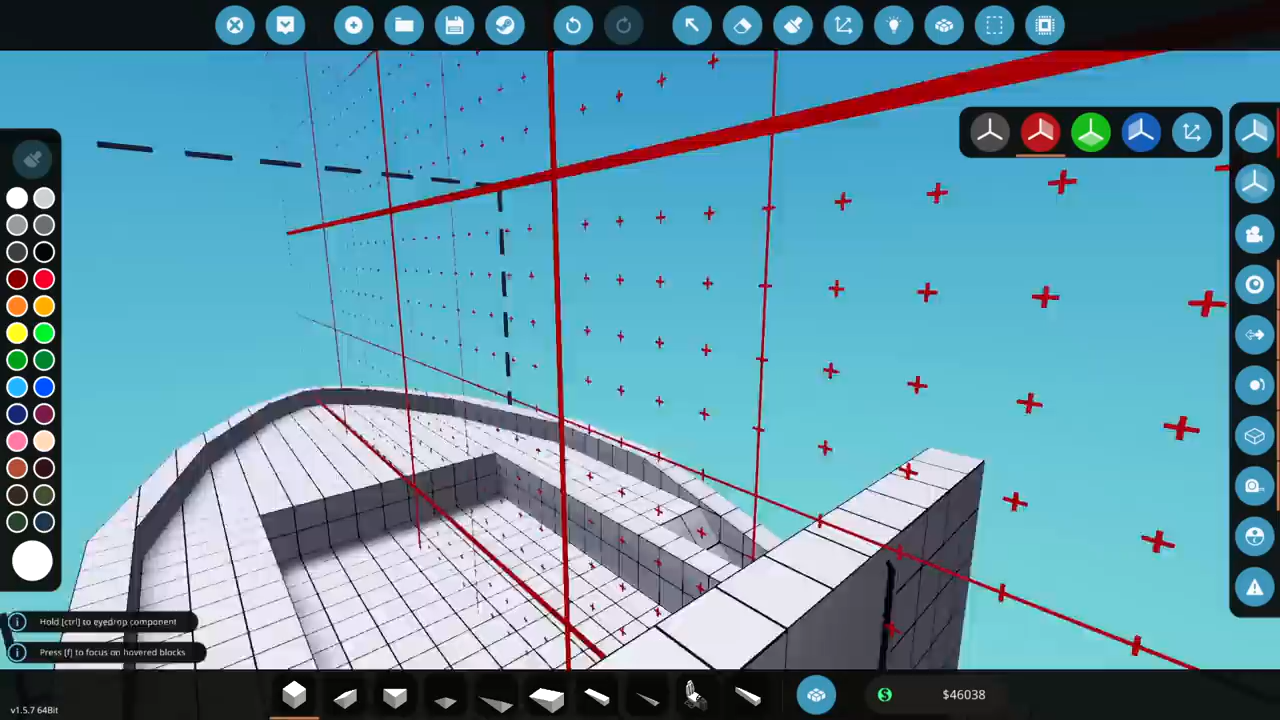 Hold [ctrl] to eyedrop component
Press [f] to focus on hovered blocks
v1.5.7 64Bit
$ $46038